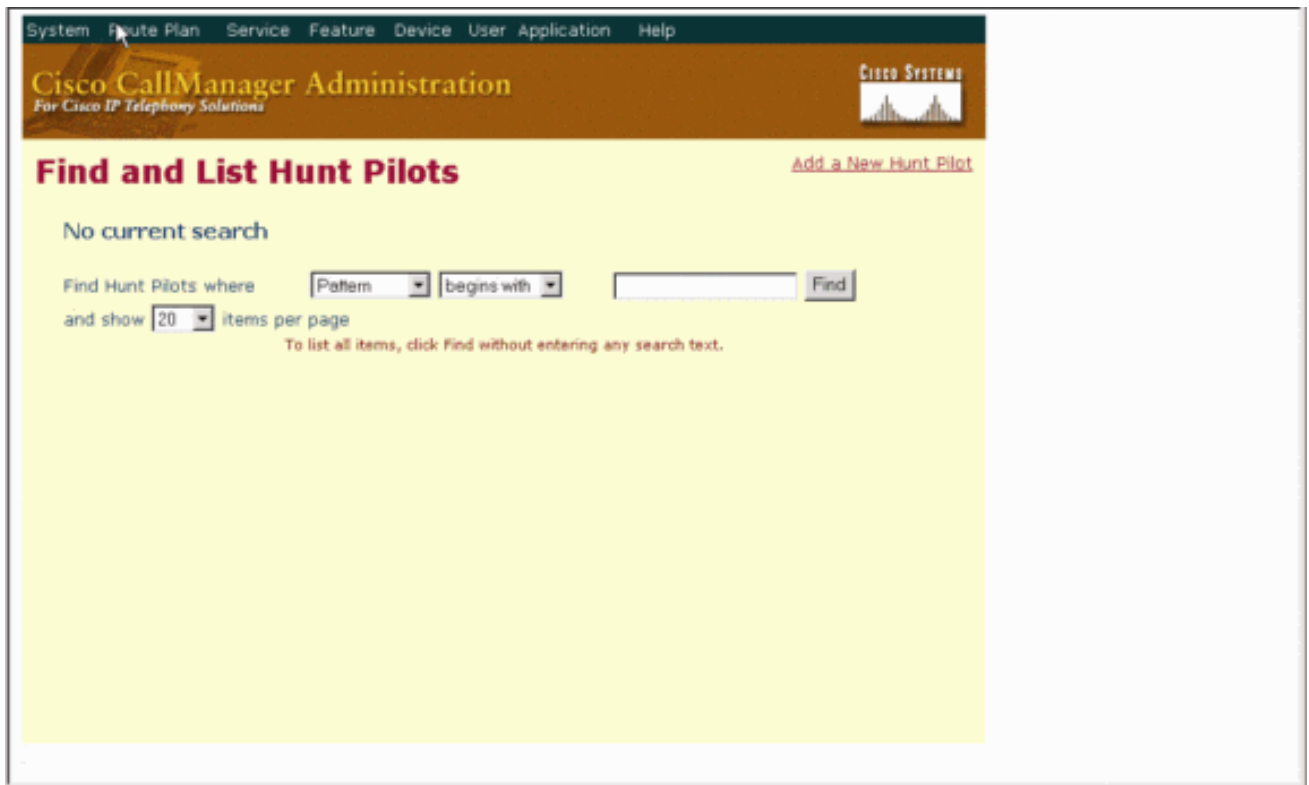 System Route Plan Service Feature Device User Application Help
Cisco CallManager Administration
For Cisco IP Telephony Solutions
CISCO SYSTEMS
Find and List Hunt Pilots
Add a New Hunt Pilot
No current search
Find Hunt Pilots where Pattern begins with Find
and show 20 items per page
To list all items, click Find without entering any search text.